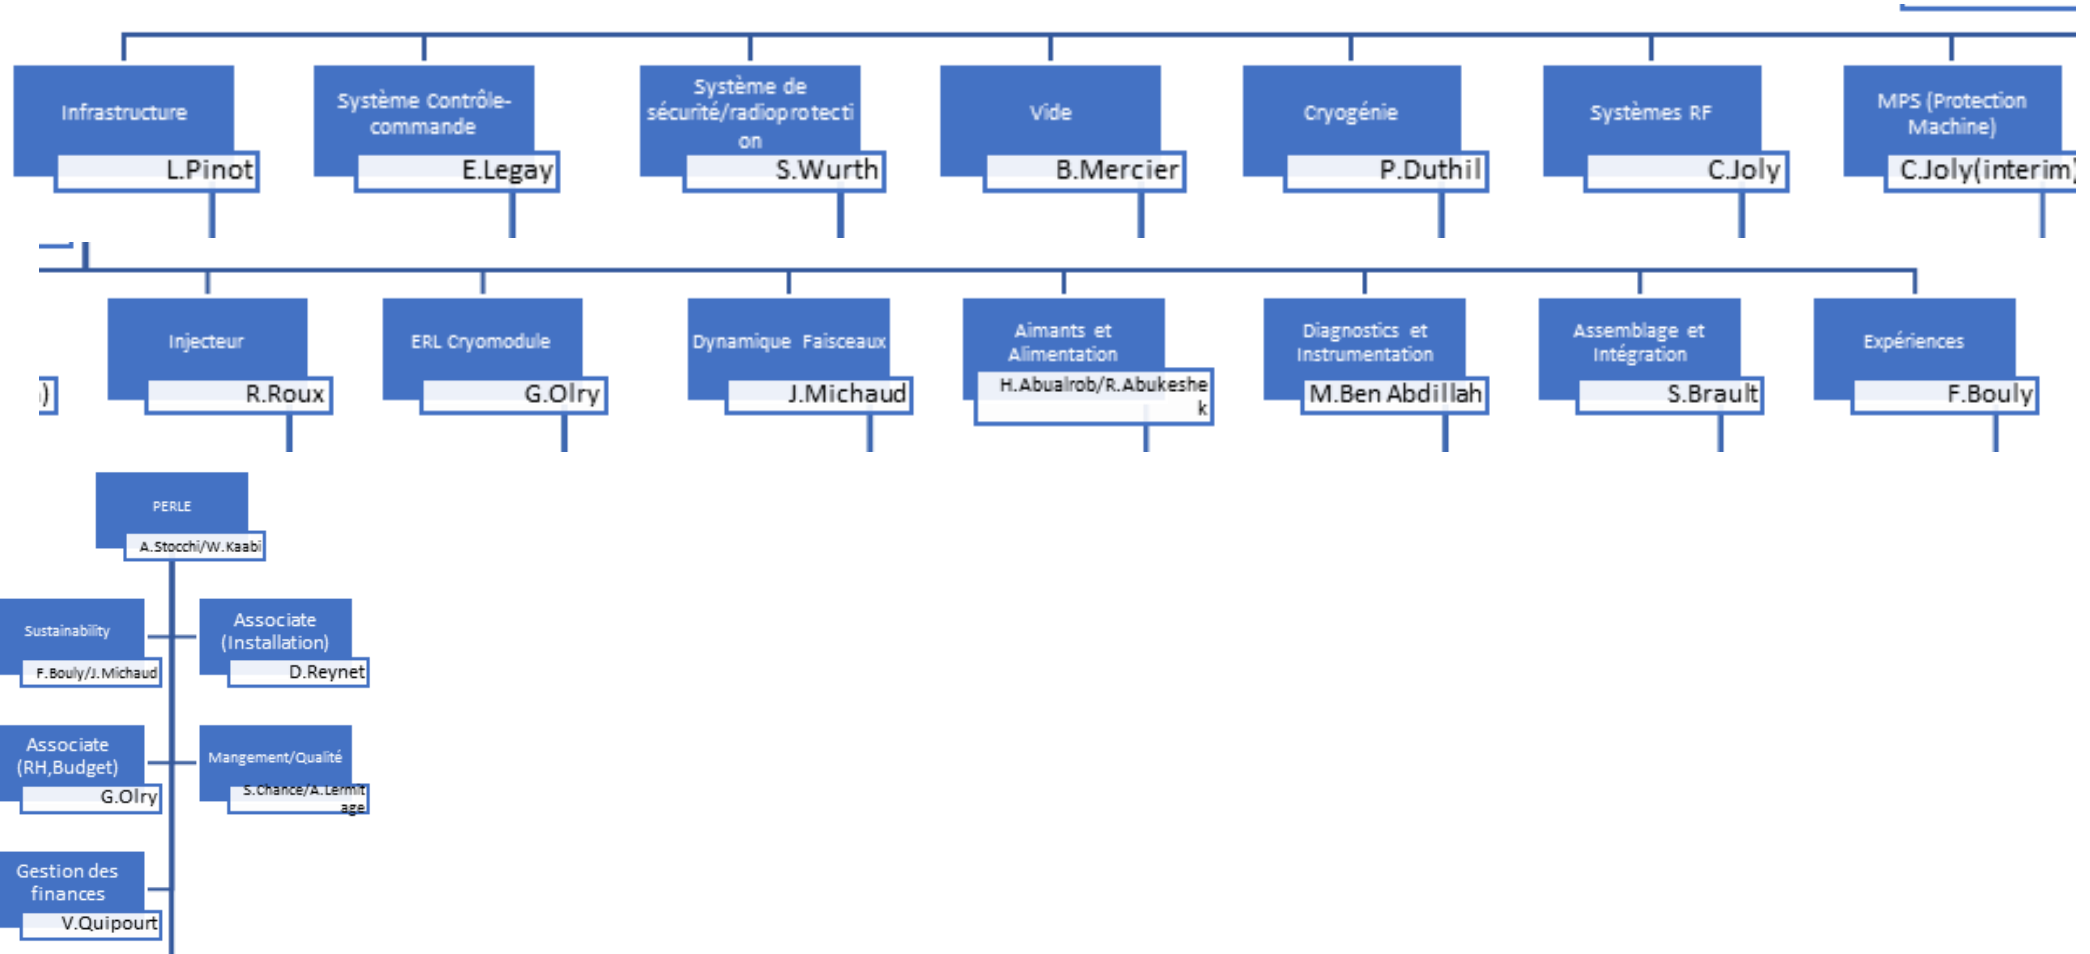 Infrastructure
L.Pinot
Système Contrôle-
commande
E.Legay
Système de
sécurité/radioprotecti
on
S.Wurth
Vide
B.Mercier
Cryogénie
P.Duthil
Systèmes RF
C.Joly
MPS (Protection
Machine)
C.Joly(interim)
)
Injecteur
R.Roux
ERL Cryomodule
G.Olry
Dynamique Faisceaux
J.Michaud
Aimants et
Alimentation
H.Abualrob/R.Abukeshe
k
Diagnostics et
Instrumentation
M.Ben Abdillah
Assemblage et
Intégration
S.Brault
Expériences
F.Bouly
PERLE
A.Stocchi/W.Kaabi
Sustainability
F.Bouly/J.Michaud
Associate
(Installation)
D.Reynet
Associate
(RH,Budget)
G.Olry
Mangement/Qualité
S.Chance/A.Lermit
age
Gestion des
finances
V.Quipourt